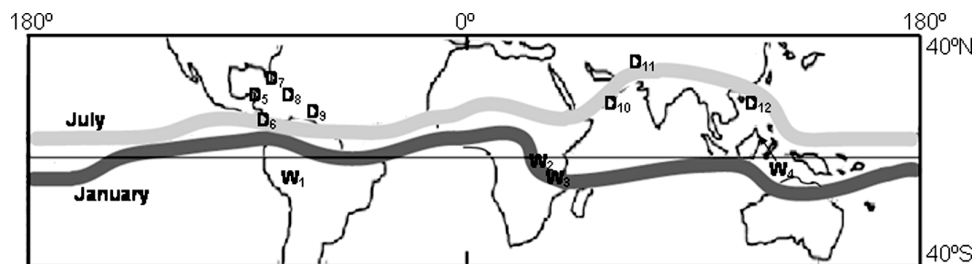 180º 0º 180º
40ºN
D11
D7
D5 D8
D10 D12
D9
July D6
W2
W1 W3 W4
January
40ºS